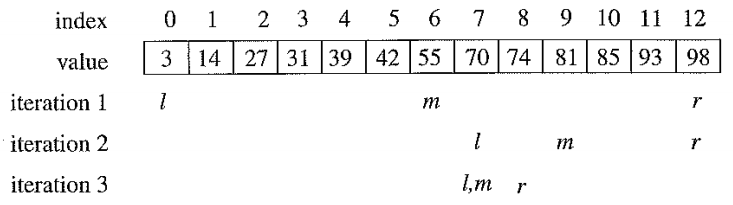 index 0 1 2 3 4 5 6 7 8 9 10 11 12
value 3 14 27 31 39 42 55 70 74 81 85 93 98
iteration 1 l m r
iteration 2 l m r
iteration 3 l,m r